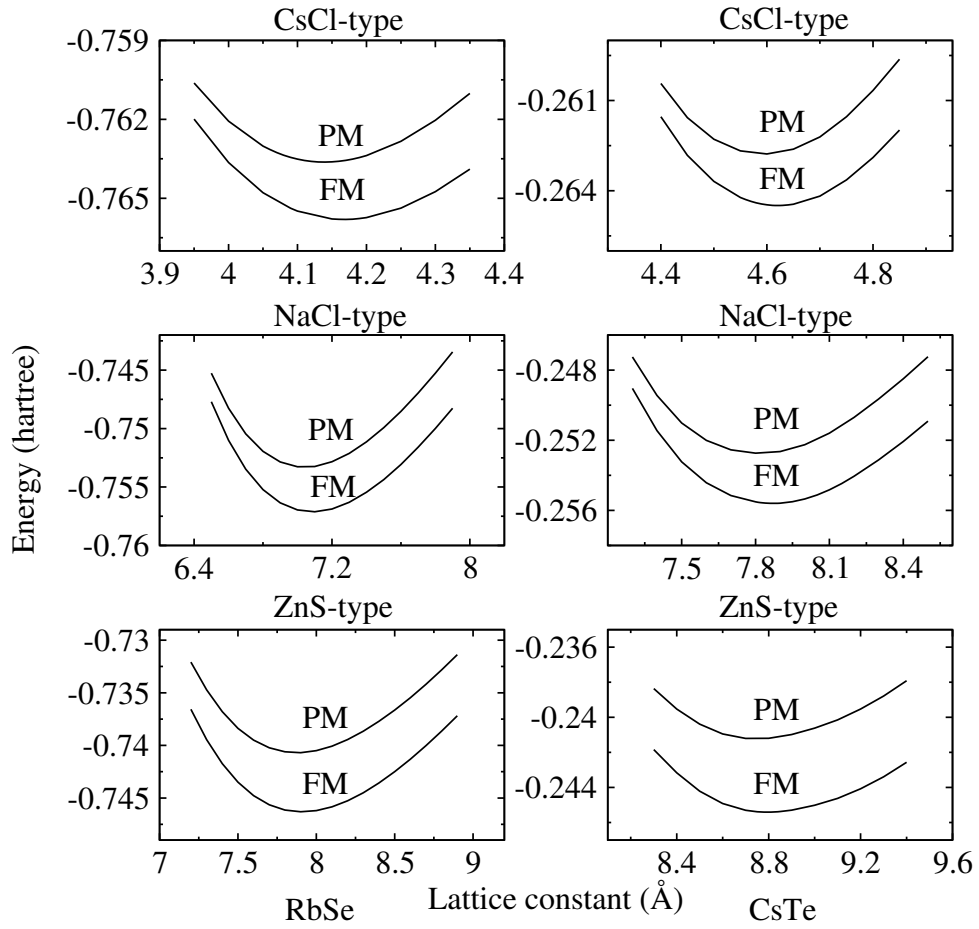 CsCl-type
-0.759
-0.762
-0.765
PM
FM
3.9 4 4.1 4.2 4.3 4.4
CsCl-type
-0.261
-0.264
PM
FM
4.4 4.6 4.8
NaCl-type
-0.745
-0.75
-0.755
-0.76
PM
FM
6.4 7.2 8
NaCl-type
-0.248
-0.252
-0.256
PM
FM
7.5 7.8 8.1 8.4
ZnS-type
-0.73
-0.735
-0.74
-0.745
PM
FM
7 7.5 8 8.5 9
ZnS-type
-0.236
-0.24
-0.244
PM
FM
8.4 8.8 9.2 9.6
Energy (hartree)
Lattice constant (Å)
RbSe
CsTe